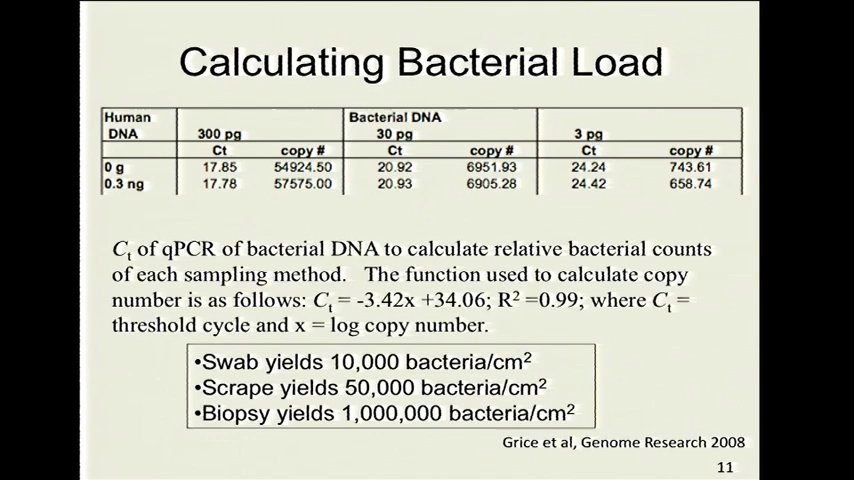 Calculating Bacterial Load
Human Bacterial DNA
DNA 300 pg 30 pg 3 pg
Ct copy # Ct copy # Ct copy #
0 g 17.85 54924.50 20.92 6951.93 24.24 743.61
0.3 ng 17.78 57575.00 20.93 6905.28 24.42 658.74
Ct of qPCR of bacterial DNA to calculate relative bacterial counts
of each sampling method. The function used to calculate copy
number is as follows: Ct = -3.42x +34.06; R2 =0.99; where Ct =
threshold cycle and x = log copy number.
•Swab yields 10,000 bacteria/cm2
•Scrape yields 50,000 bacteria/cm2
•Biopsy yields 1,000,000 bacteria/cm2
Grice et al, Genome Research 2008
11